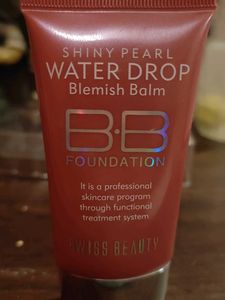 SHINY PEARL
WATER DROP
Blemish Balm
B·B
FOUNDATION
It is a professional
skincare program
through functional
treatment system
SWISS BEAUTY